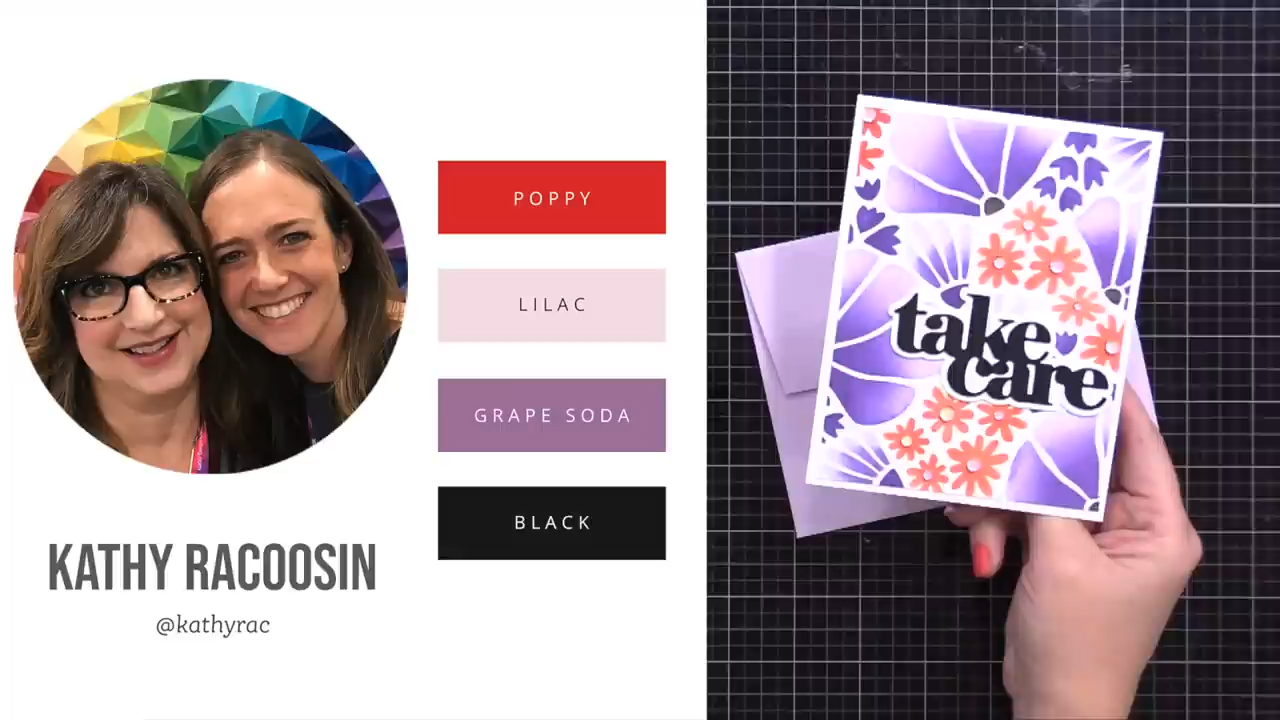 POPPY
LILAC
GRAPE SODA
BLACK
KATHY RACOOSIN
@kathyrac
take
care